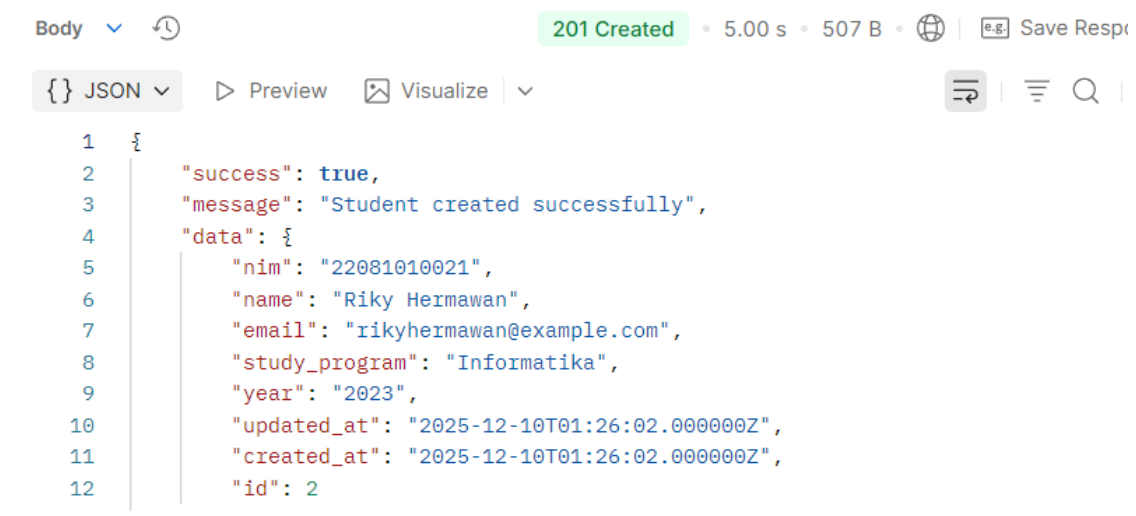 Body 201 Created • 5.00 s • 507 B • e.g. Save Respo
{} JSON Preview Visualize
1 {
2 "success": true,
3 "message": "Student created successfully",
4 "data": {
5 "nim": "22081010021",
6 "name": "Riky Hermawan",
7 "email": "rikyhermawan@example.com",
8 "study_program": "Informatika",
9 "year": "2023",
10 "updated_at": "2025-12-10T01:26:02.000000Z",
11 "created_at": "2025-12-10T01:26:02.000000Z",
12 "id": 2